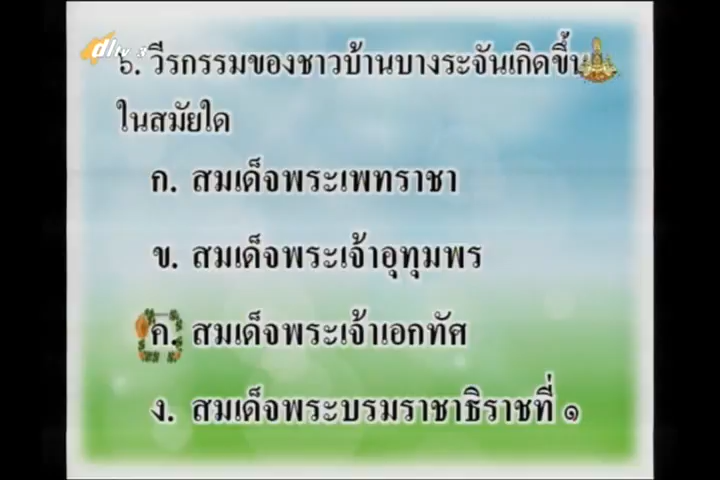 dltv 3
๖. วีรกรรมของชาวบ้านบางระจันเกิดขึ้น
ในสมัยใด
ก. สมเด็จพระเพทราชา
ข. สมเด็จพระเจ้าอุทุมพร
ค. สมเด็จพระเจ้าเอกทัศ
ง. สมเด็จพระบรมราชาธิราชที่ ๑